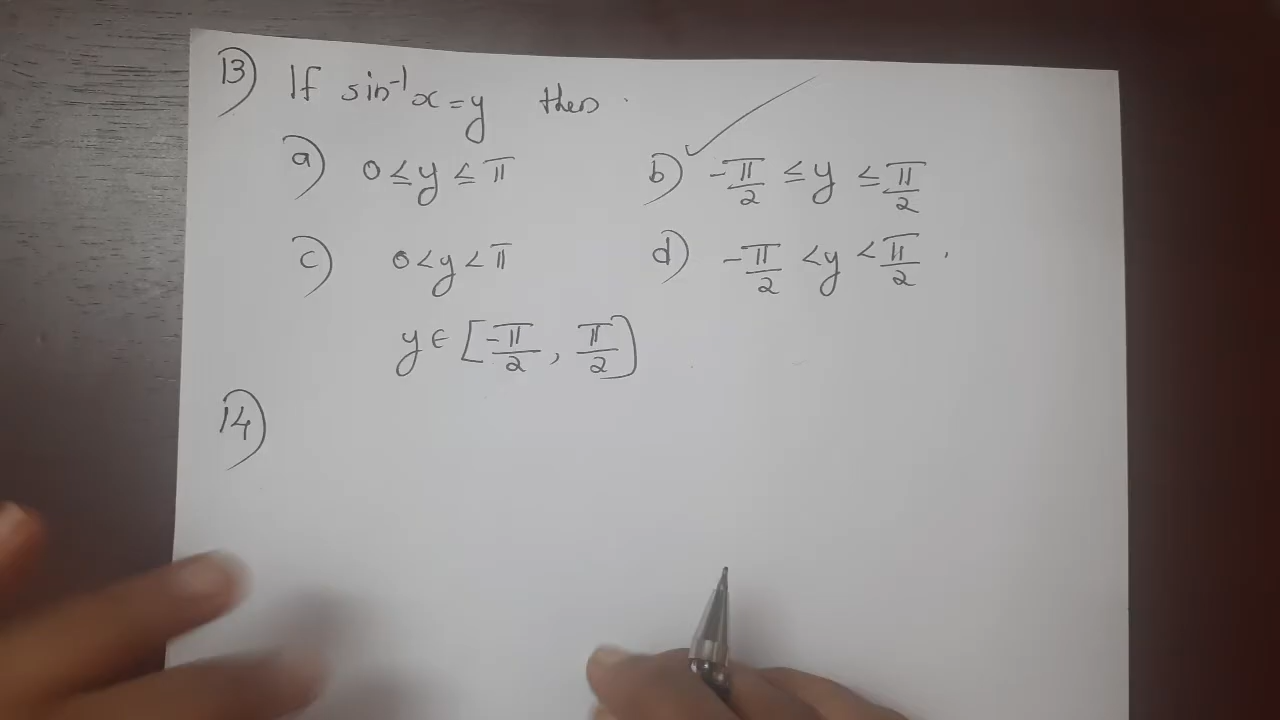 13) If sin⁻¹x = y then
a) 0 ≤ y ≤ π b) -π/2 ≤ y ≤ π/2
c) 0 < y < π d) -π/2 < y < π/2 .
y ∈ [-π/2, π/2]
14)